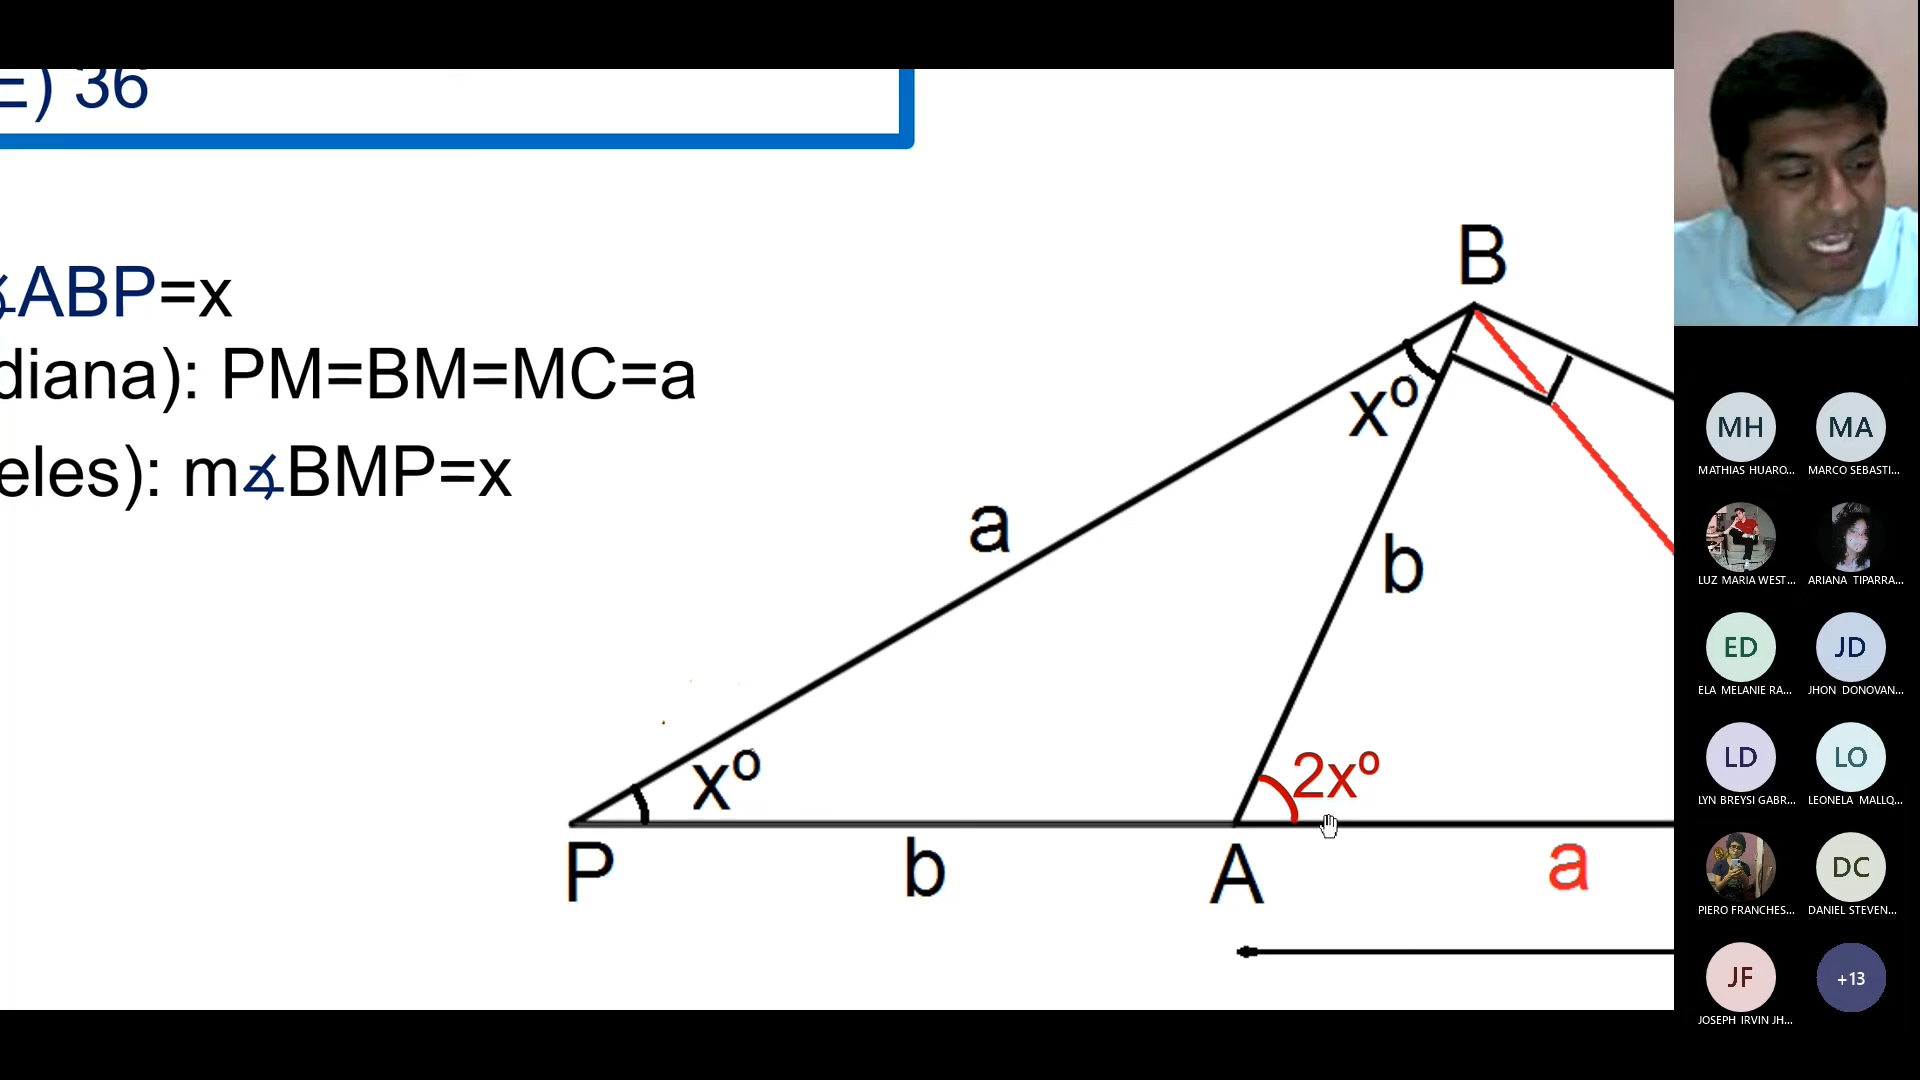 E) 36
∡ABP=x
diana): PM=BM=MC=a
eles): m∡BMP=x
B
xº
a
b
xº
2xº
P
b
A
a
MH
MA
MATHIAS HUARO...
MARCO SEBASTI...
LUZ MARIA WEST...
ARIANA TIPARRA...
ED
JD
ELA MELANIE RA...
JHON DONOVAN...
LD
LO
LYN BREYSI GABR...
LEONELA MALLQ...
DC
PIERO FRANCHES...
DANIEL STEVEN...
JF
+13
JOSEPH IRVIN JH...